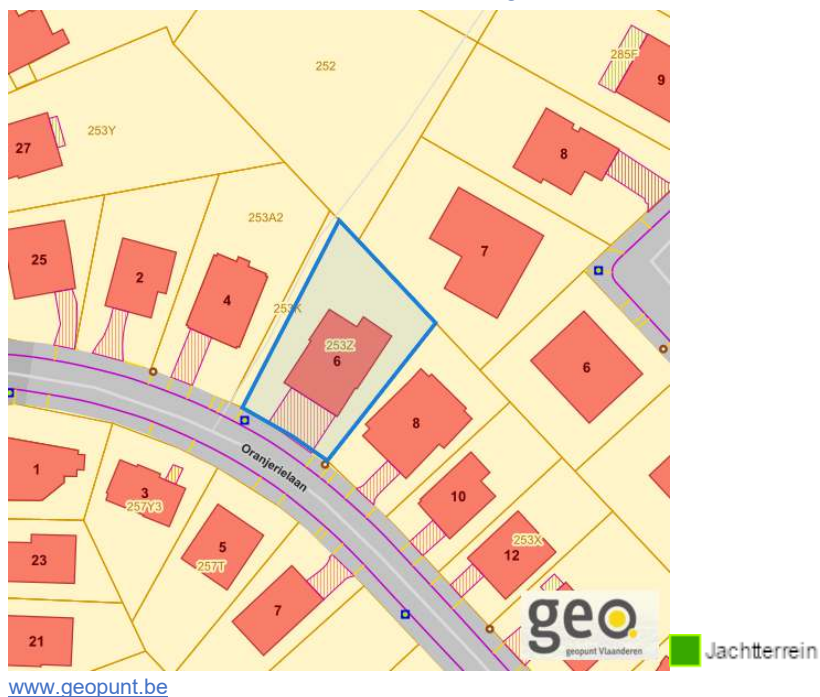 252
285F
9
253Y
27
8
253A2
7
25
2
4
253K
253Z
6
6
8
Oranjerielaan
1
3
257Y3
10
5
257T
253X
12
23
7
21
geo
geopunt Vlaanderen
Jachtterrein
www.geopunt.be